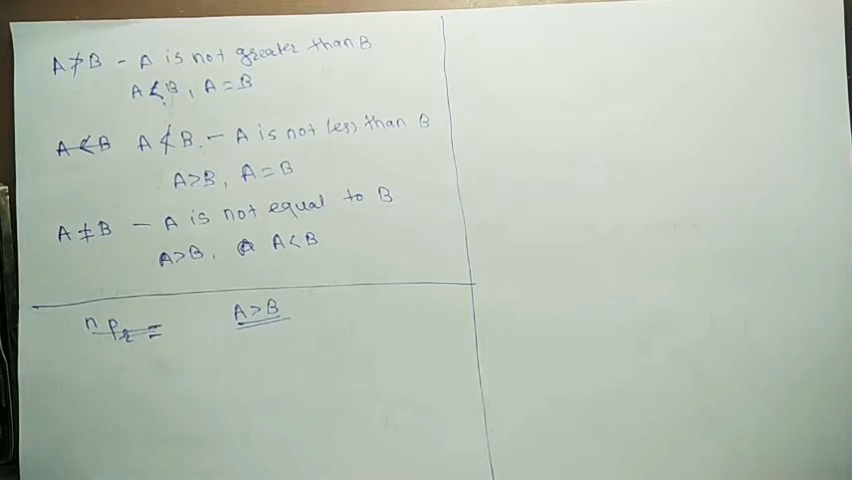 A ≯ B - A is not greater than B
A < B, A = B
A < B A ≮ B. - A is not less than B
A > B, A = B
A ≠ B - A is not equal to B
A > B, A A < B
nPr = A > B